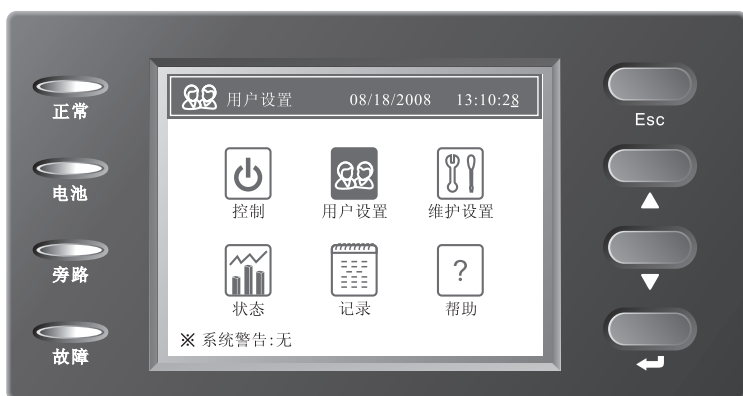 正常
电池
旁路
故障
用户设置 08/18/2008 13:10:28
控制 用户设置 维护设置
?
状态 记录 帮助
※ 系统警告:无
Esc